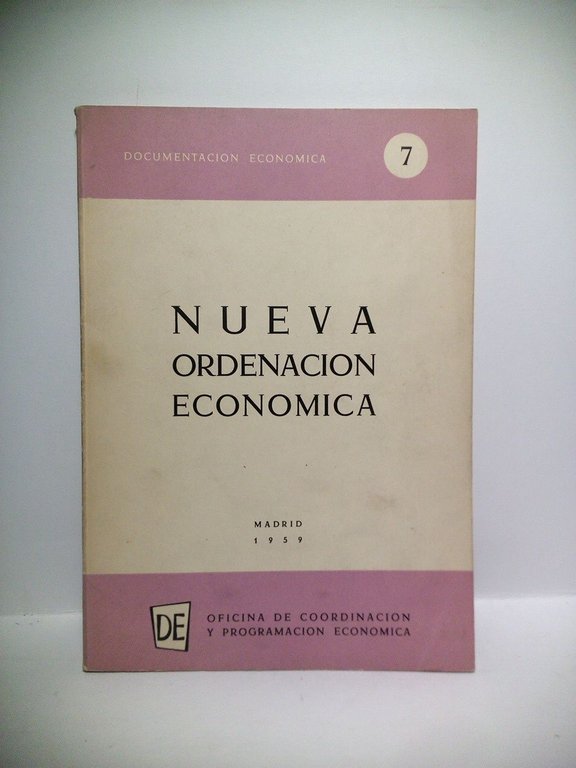 DOCUMENTACION ECONOMICA
7
NUEVA
ORDENACION
ECONOMICA
MADRID
1959
DE
OFICINA DE COORDINACION
Y PROGRAMACION ECONOMICA